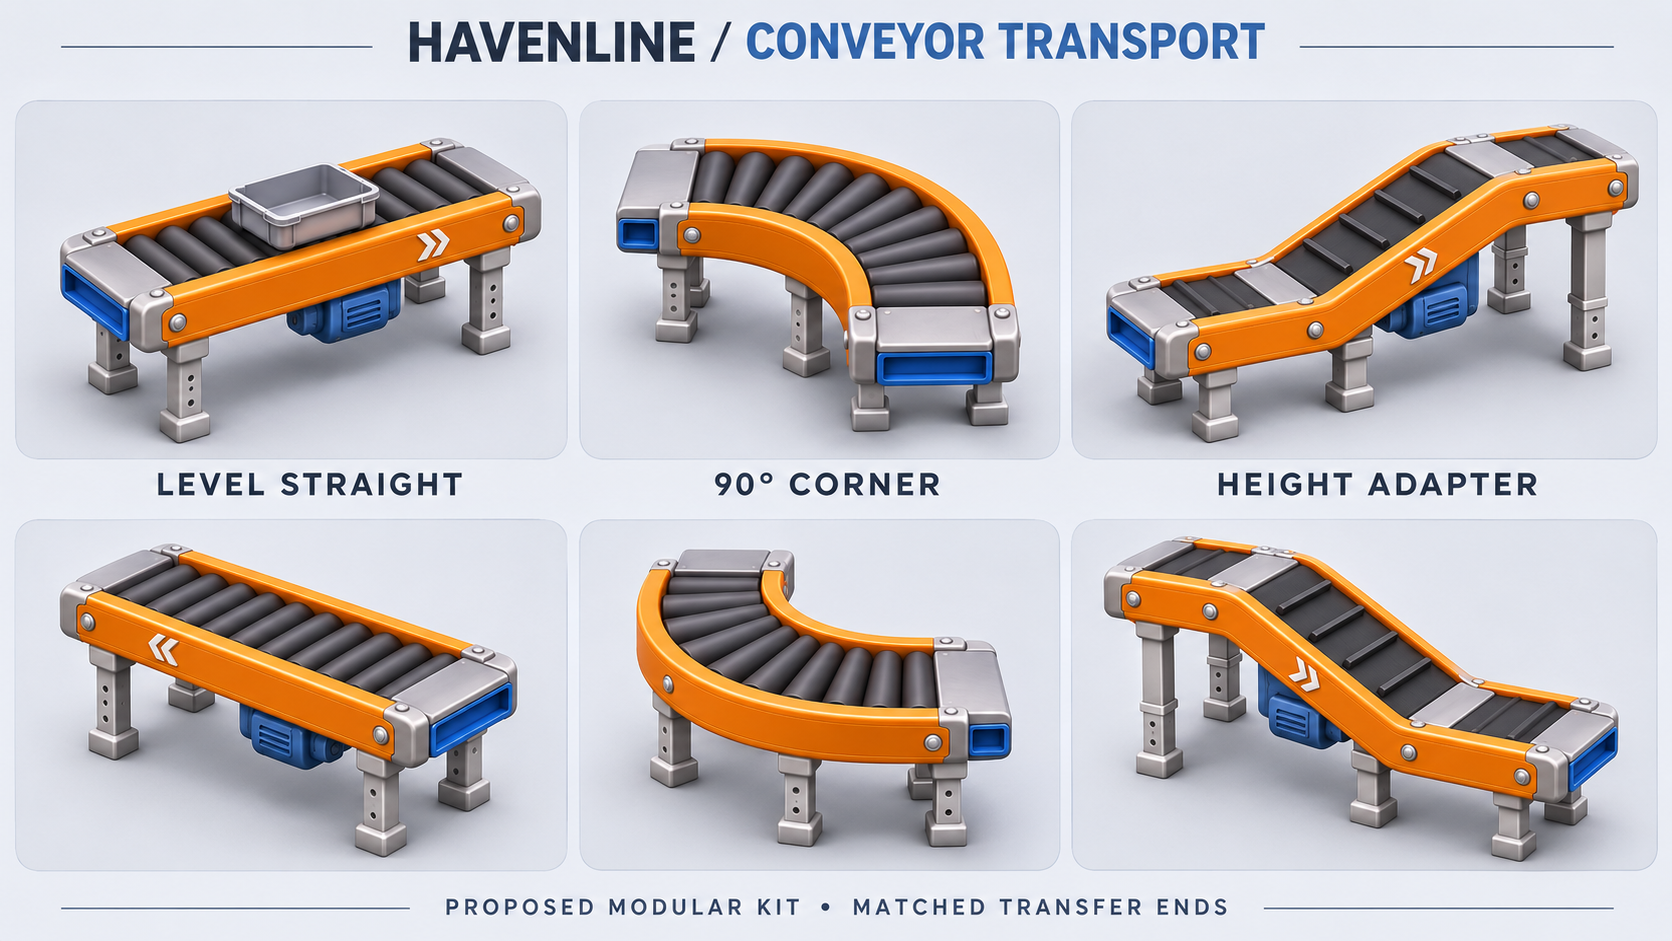 HAVENLINE / CONVEYOR TRANSPORT
LEVEL STRAIGHT
90° CORNER
HEIGHT ADAPTER
PROPOSED MODULAR KIT • MATCHED TRANSFER ENDS